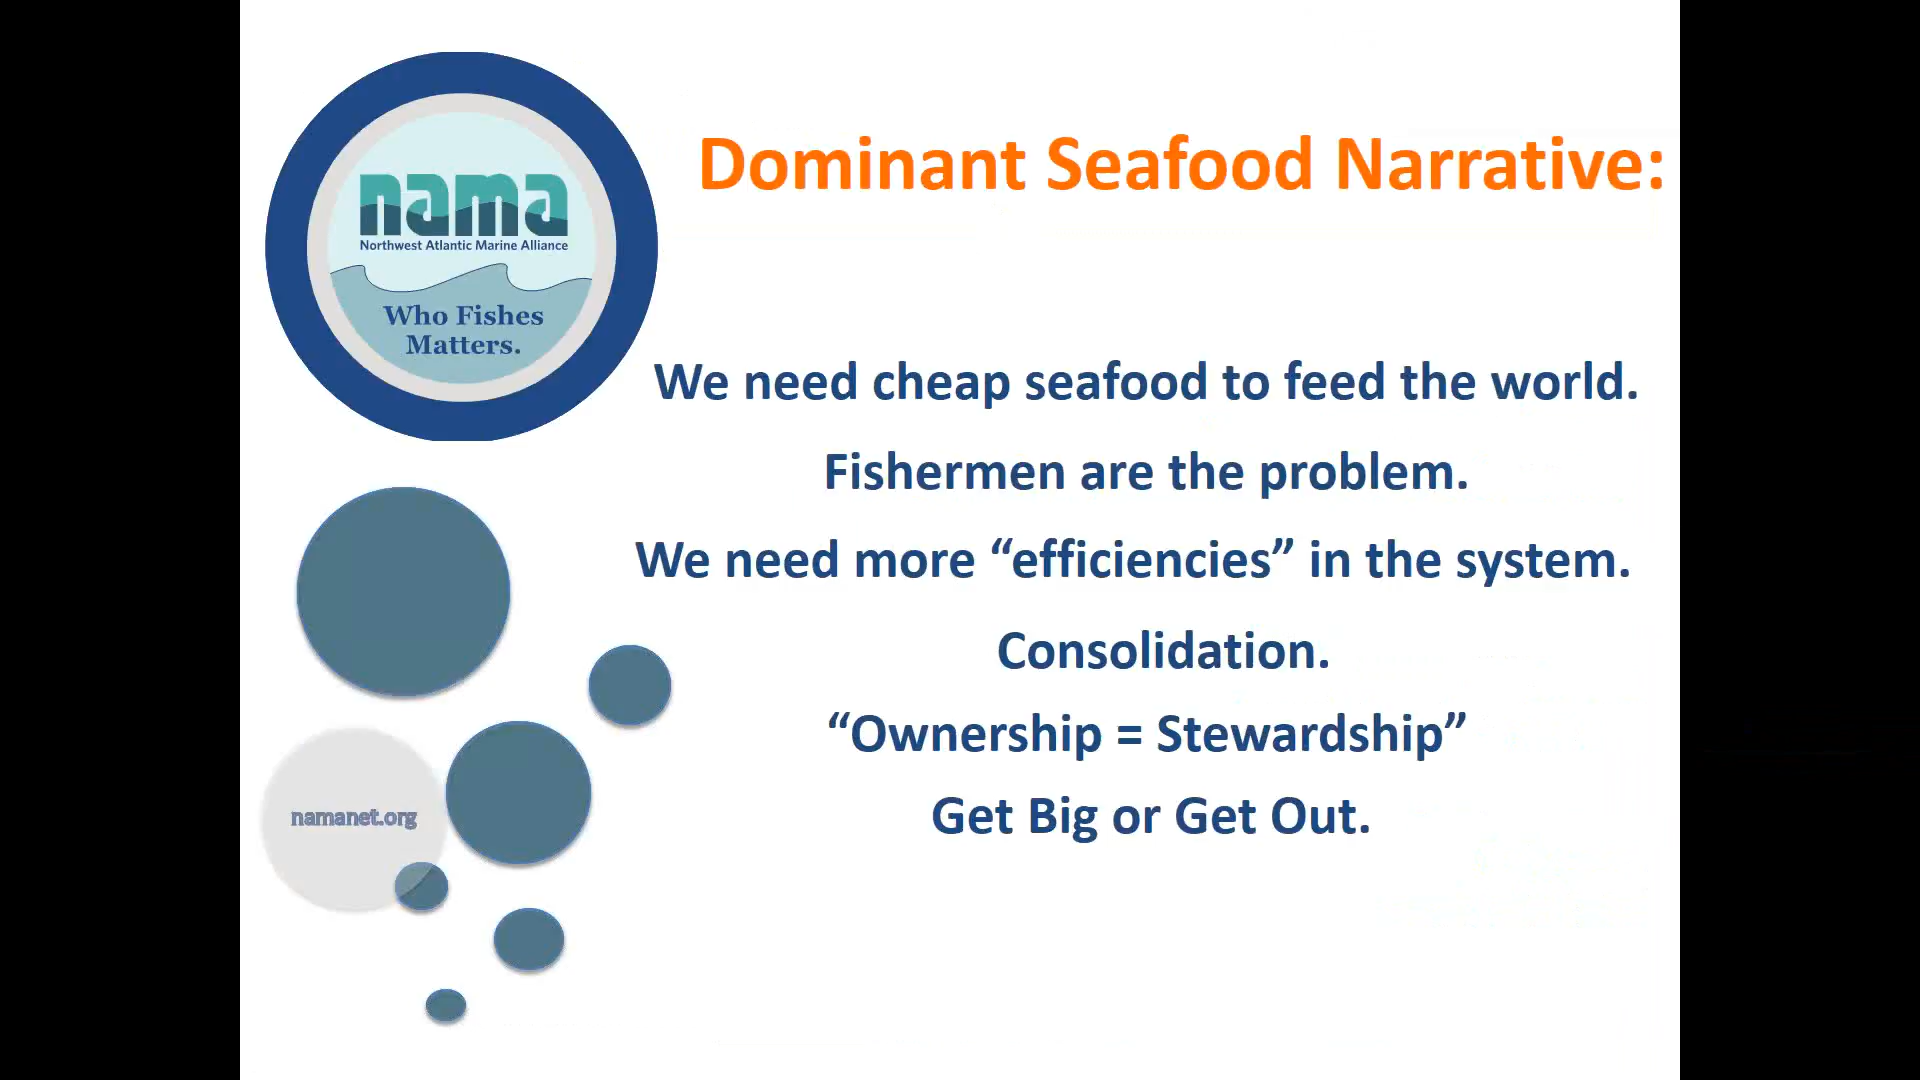 nama
Northwest Atlantic Marine Alliance
Who Fishes
Matters.
Dominant Seafood Narrative:
We need cheap seafood to feed the world.
Fishermen are the problem.
We need more “efficiencies” in the system.
Consolidation.
“Ownership = Stewardship”
Get Big or Get Out.
namanet.org